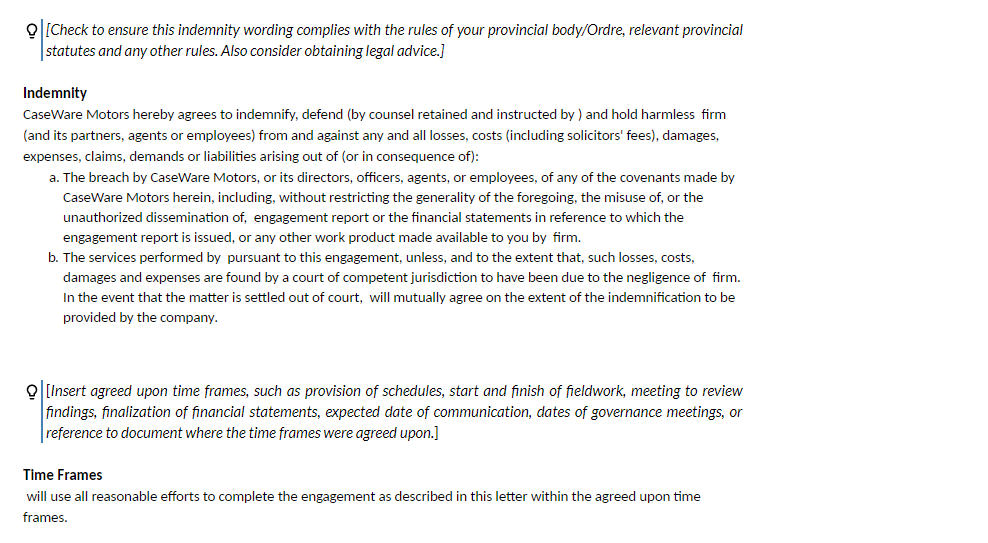 [Check to ensure this indemnity wording complies with the rules of your provincial body/Ordre, relevant provincial
statutes and any other rules. Also consider obtaining legal advice.]
Indemnity
CaseWare Motors hereby agrees to indemnify, defend (by counsel retained and instructed by ) and hold harmless  firm
(and its partners, agents or employees) from and against any and all losses, costs (including solicitors' fees), damages,
expenses, claims, demands or liabilities arising out of (or in consequence of):
a. The breach by CaseWare Motors, or its directors, officers, agents, or employees, of any of the covenants made by
CaseWare Motors herein, including, without restricting the generality of the foregoing, the misuse of, or the
unauthorized dissemination of,  engagement report or the financial statements in reference to which the
engagement report is issued, or any other work product made available to you by  firm.
b. The services performed by  pursuant to this engagement, unless, and to the extent that, such losses, costs,
damages and expenses are found by a court of competent jurisdiction to have been due to the negligence of  firm.
In the event that the matter is settled out of court,  will mutually agree on the extent of the indemnification to be
provided by the company.
[Insert agreed upon time frames, such as provision of schedules, start and finish of fieldwork, meeting to review
findings, finalization of financial statements, expected date of communication, dates of governance meetings, or
reference to document where the time frames were agreed upon.]
Time Frames
will use all reasonable efforts to complete the engagement as described in this letter within the agreed upon time
frames.